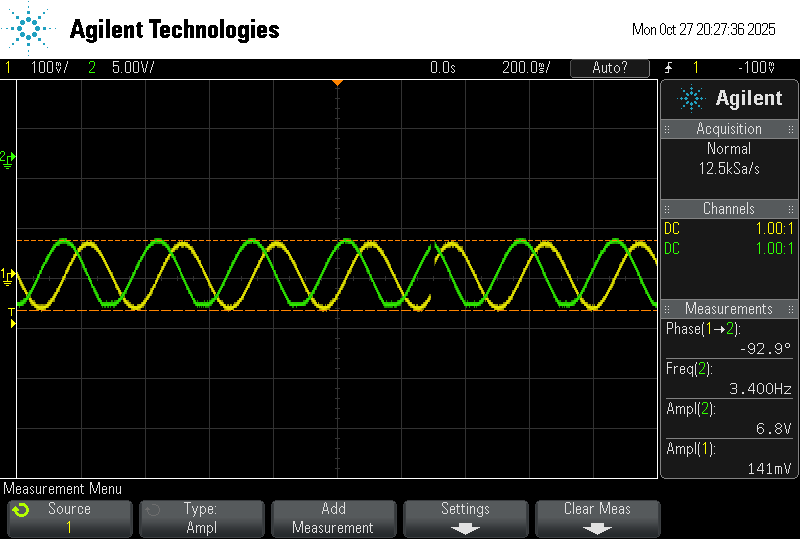 Agilent Technologies
Mon Oct 27 20:27:36 2025
1 100mV/ 2 5.00V/ 0.0s 200.0ms/ Auto? 1 -100mV
Agilent
Acquisition
Normal
12.5kSa/s
Channels
DC 1.00:1
DC 1.00:1
2
1
T
Measurements
Phase(1→2):
-92.9°
Freq(2):
3.400Hz
Ampl(2):
6.8V
Ampl(1):
141mV
Measurement Menu
Source
1
Type:
Ampl
Add
Measurement
Settings
Clear Meas